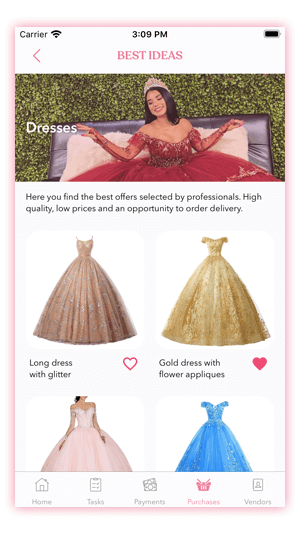 Carrier 3:09 PM
BEST IDEAS
Dresses
Here you find the best offers selected by professionals. High
quality, low prices and an opportunity to order delivery.
Long dress
with glitter
Gold dress with
flower appliques
Home Tasks Payments Purchases Vendors